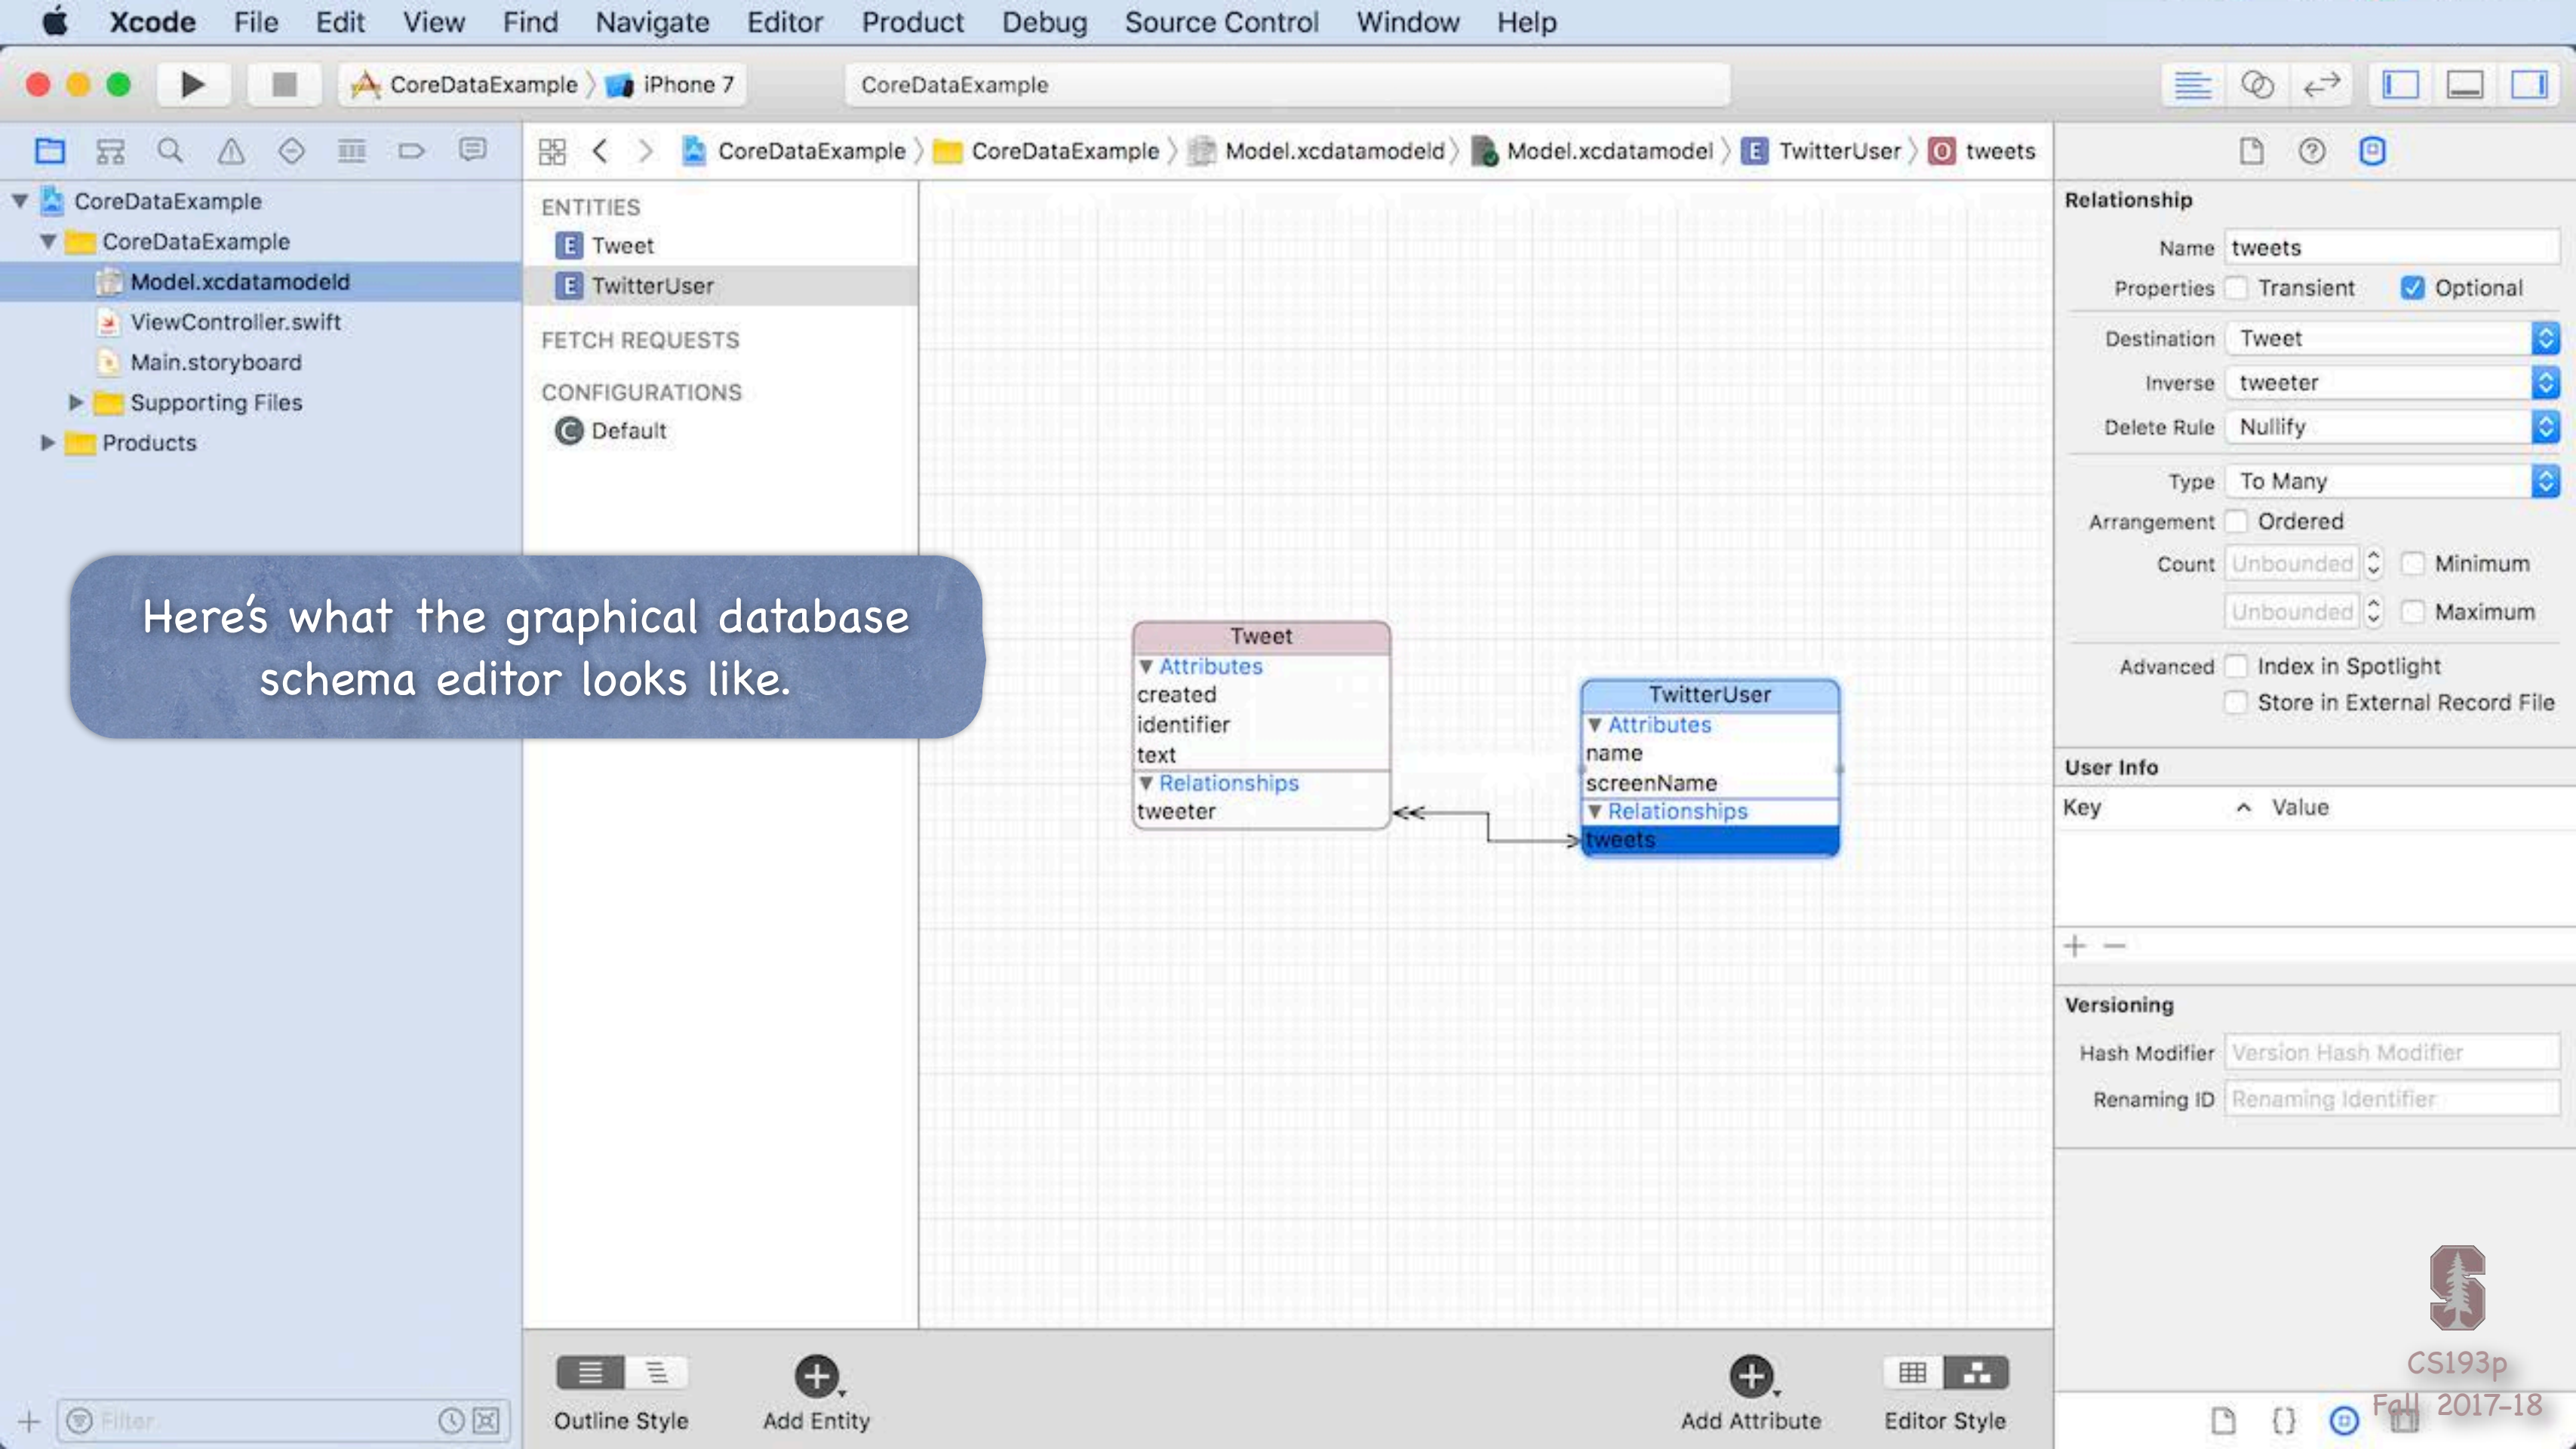 Xcode File Edit View Find Navigate Editor Product Debug Source Control Window Help
CoreDataExample iPhone 7
CoreDataExample
CoreDataExample CoreDataExample Model.xcdatamodeld Model.xcdatamodel E TwitterUser O tweets
CoreDataExample
CoreDataExample
Model.xcdatamodeld
ViewController.swift
Main.storyboard
Supporting Files
Products
Filter
ENTITIES
E Tweet
E TwitterUser
FETCH REQUESTS
CONFIGURATIONS
C Default
Here's what the graphical database
schema editor looks like.
Tweet
Attributes
created
identifier
text
Relationships
tweeter
TwitterUser
Attributes
name
screenName
Relationships
tweets
Outline Style
Add Entity
Add Attribute
Editor Style
Relationship
Name tweets
Properties Transient Optional
Destination Tweet
Inverse tweeter
Delete Rule Nullify
Type To Many
Arrangement Ordered
Count Unbounded Minimum
Unbounded Maximum
Advanced Index in Spotlight
Store in External Record File
User Info
Key Value
Versioning
Hash Modifier Version Hash Modifier
Renaming ID Renaming Identifier
S
CS193p
Fall 2017-18